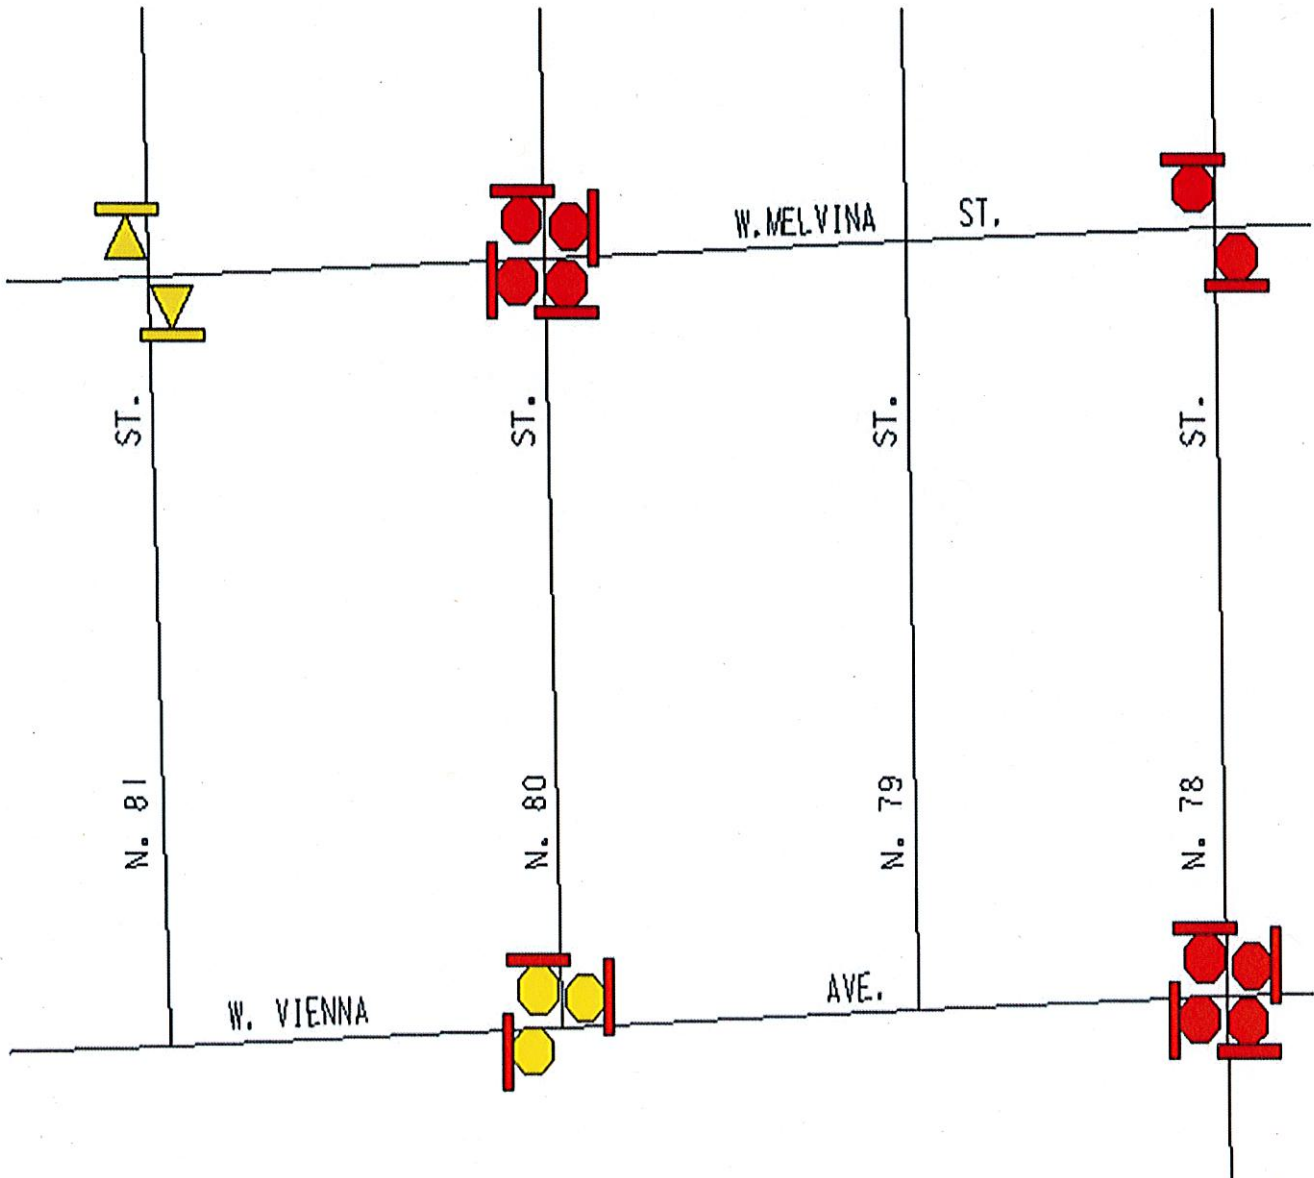 W. MELVINA ST.
N. 81 ST.
N. 80 ST.
N. 79 ST.
N. 78 ST.
W. VIENNA AVE.